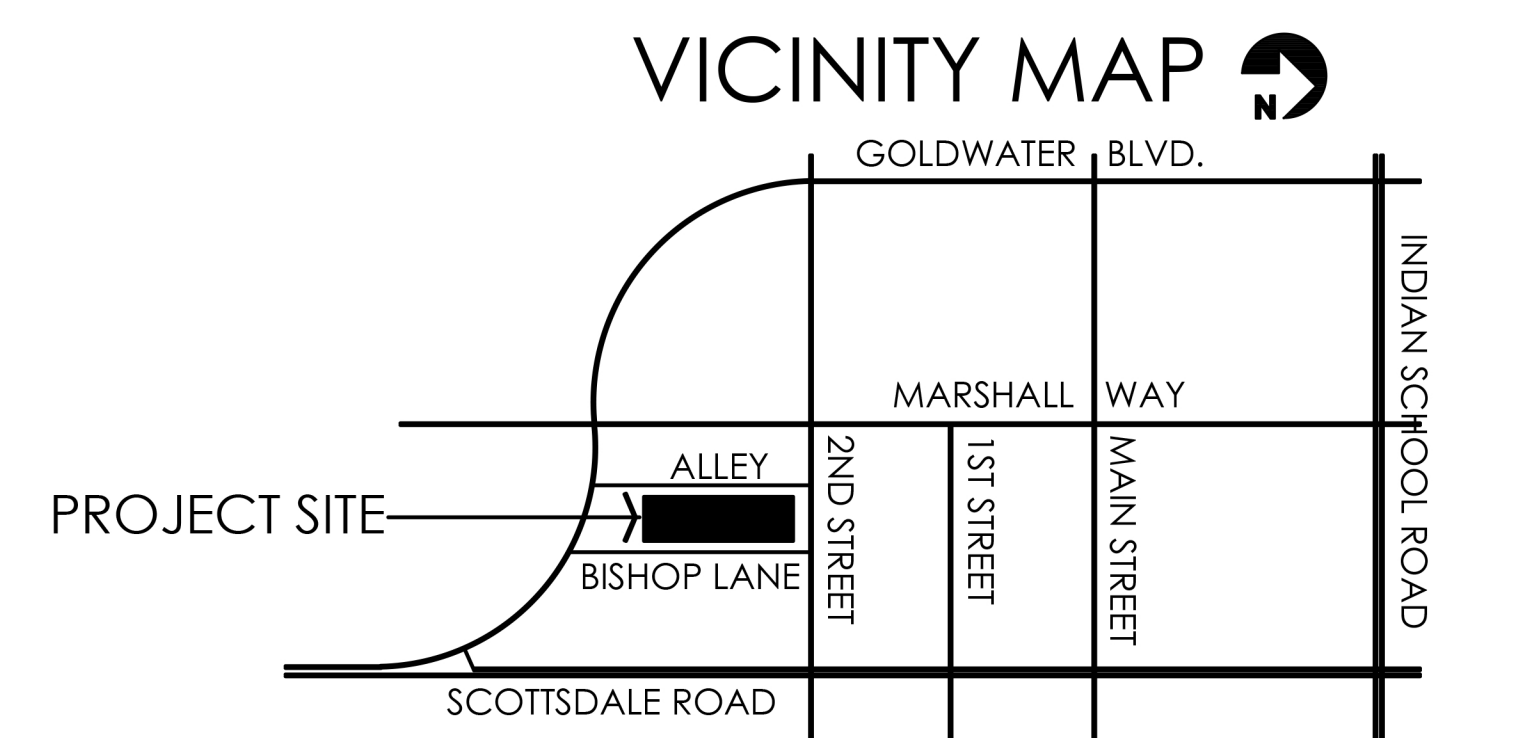 VICINITY MAP
N
GOLDWATER BLVD.
INDIAN SCHOOL ROAD
MARSHALL WAY
2ND STREET
1ST STREET
MAIN STREET
ALLEY
PROJECT SITE
BISHOP LANE
SCOTTSDALE ROAD